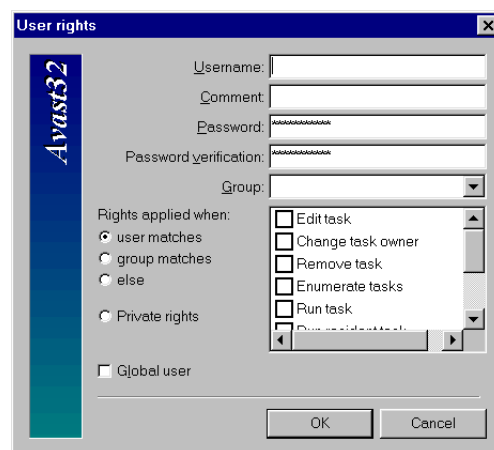 User rights
Avast32
Username:
Comment:
Password: ***********
Password verification: ***********
Group:
Rights applied when:
user matches
group matches
else
Private rights
Edit task
Change task owner
Remove task
Enumerate tasks
Run task
Global user
OK
Cancel